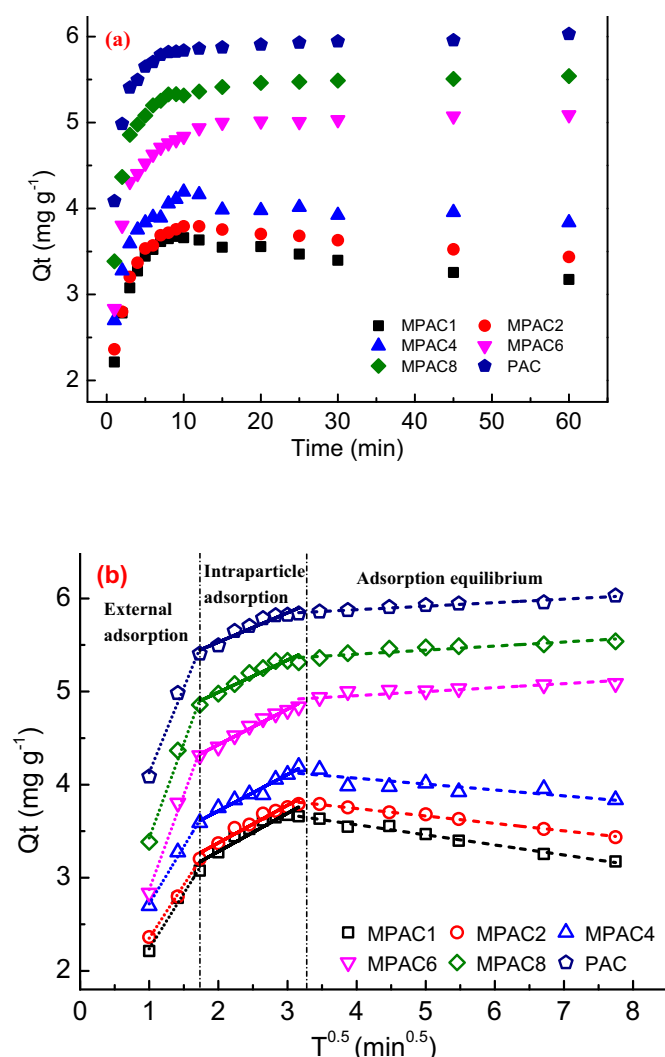 (a)
6
5
4
3
2
Qt (mg g⁻¹)
MPAC1 MPAC2
MPAC4 MPAC6
MPAC8 PAC
0 10 20 30 40 50 60
Time (min)
(b)
Intraparticle
adsorption
Adsorption equilibrium
External
adsorption
6
5
4
3
2
Qt (mg g⁻¹)
MPAC1 MPAC2 MPAC4
MPAC6 MPAC8 PAC
0 1 2 3 4 5 6 7 8
T⁰·⁵ (min⁰·⁵)